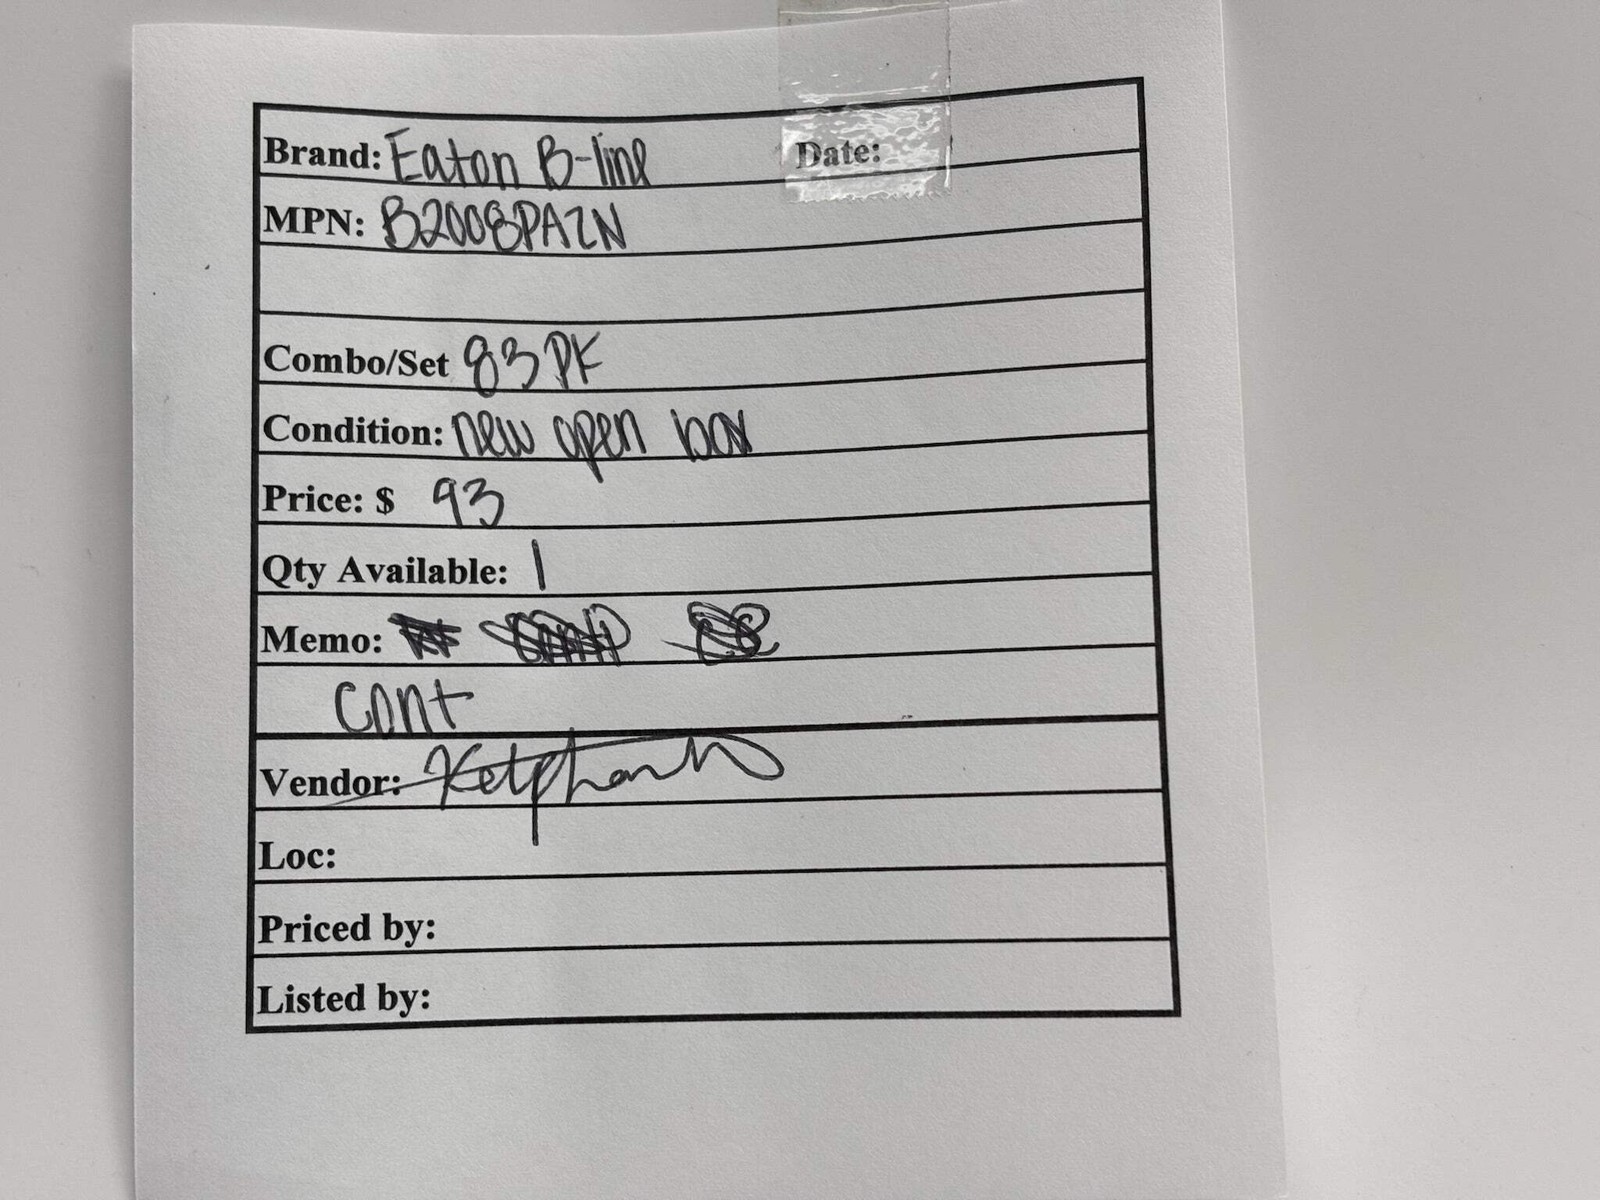 Brand: Eaton B-line Date:
MPN: B2008PAZN
Combo/Set 83 PK
Condition: new open box
Price: $ 93
Qty Available: 1
Memo:
cont
Vendor:
Loc:
Priced by:
Listed by: